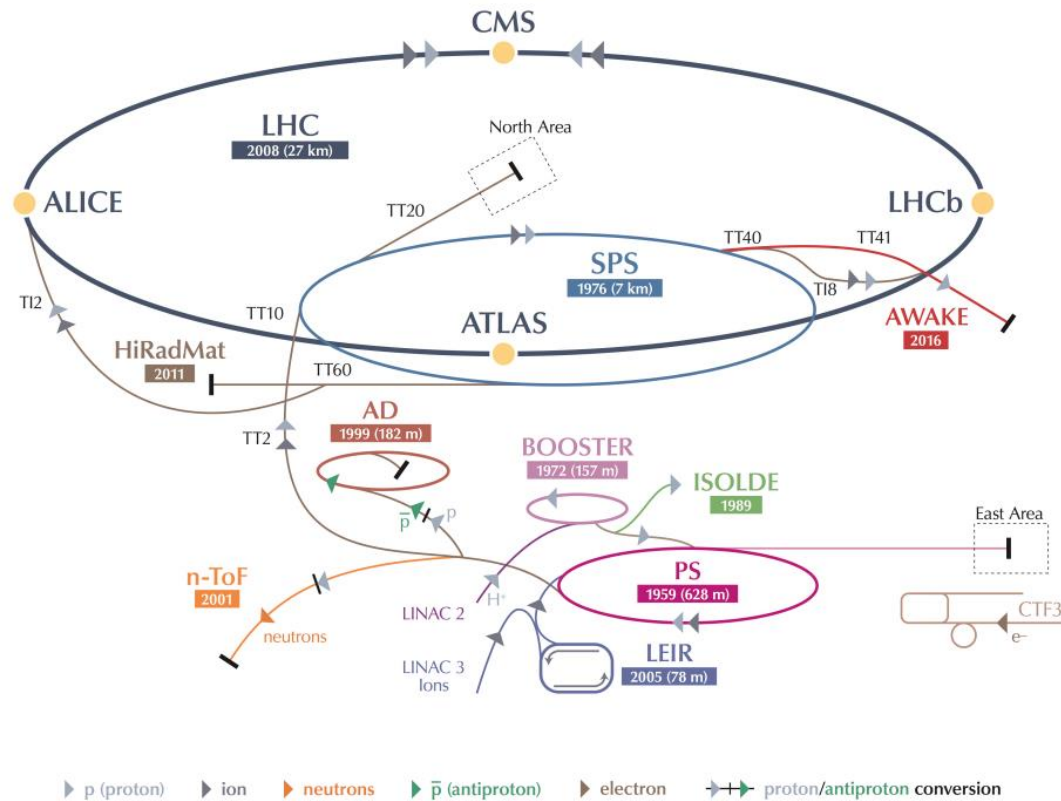 CMS
LHC
2008 (27 km)
North Area
ALICE
TT20
LHCb
TT40
TT41
SPS
1976 (7 km)
TI2
TT10
TI8
ATLAS
AWAKE
2016
HiRadMat
2011
TT60
AD
1999 (182 m)
TT2
BOOSTER
1972 (157 m)
ISOLDE
1989
p̅
p
East Area
n-ToF
2001
PS
1959 (628 m)
LINAC 2
H⁺
neutrons
CTF3
e–
LEIR
2005 (78 m)
LINAC 3
Ions
p (proton)
ion
neutrons
p̅ (antiproton)
electron
proton/antiproton conversion